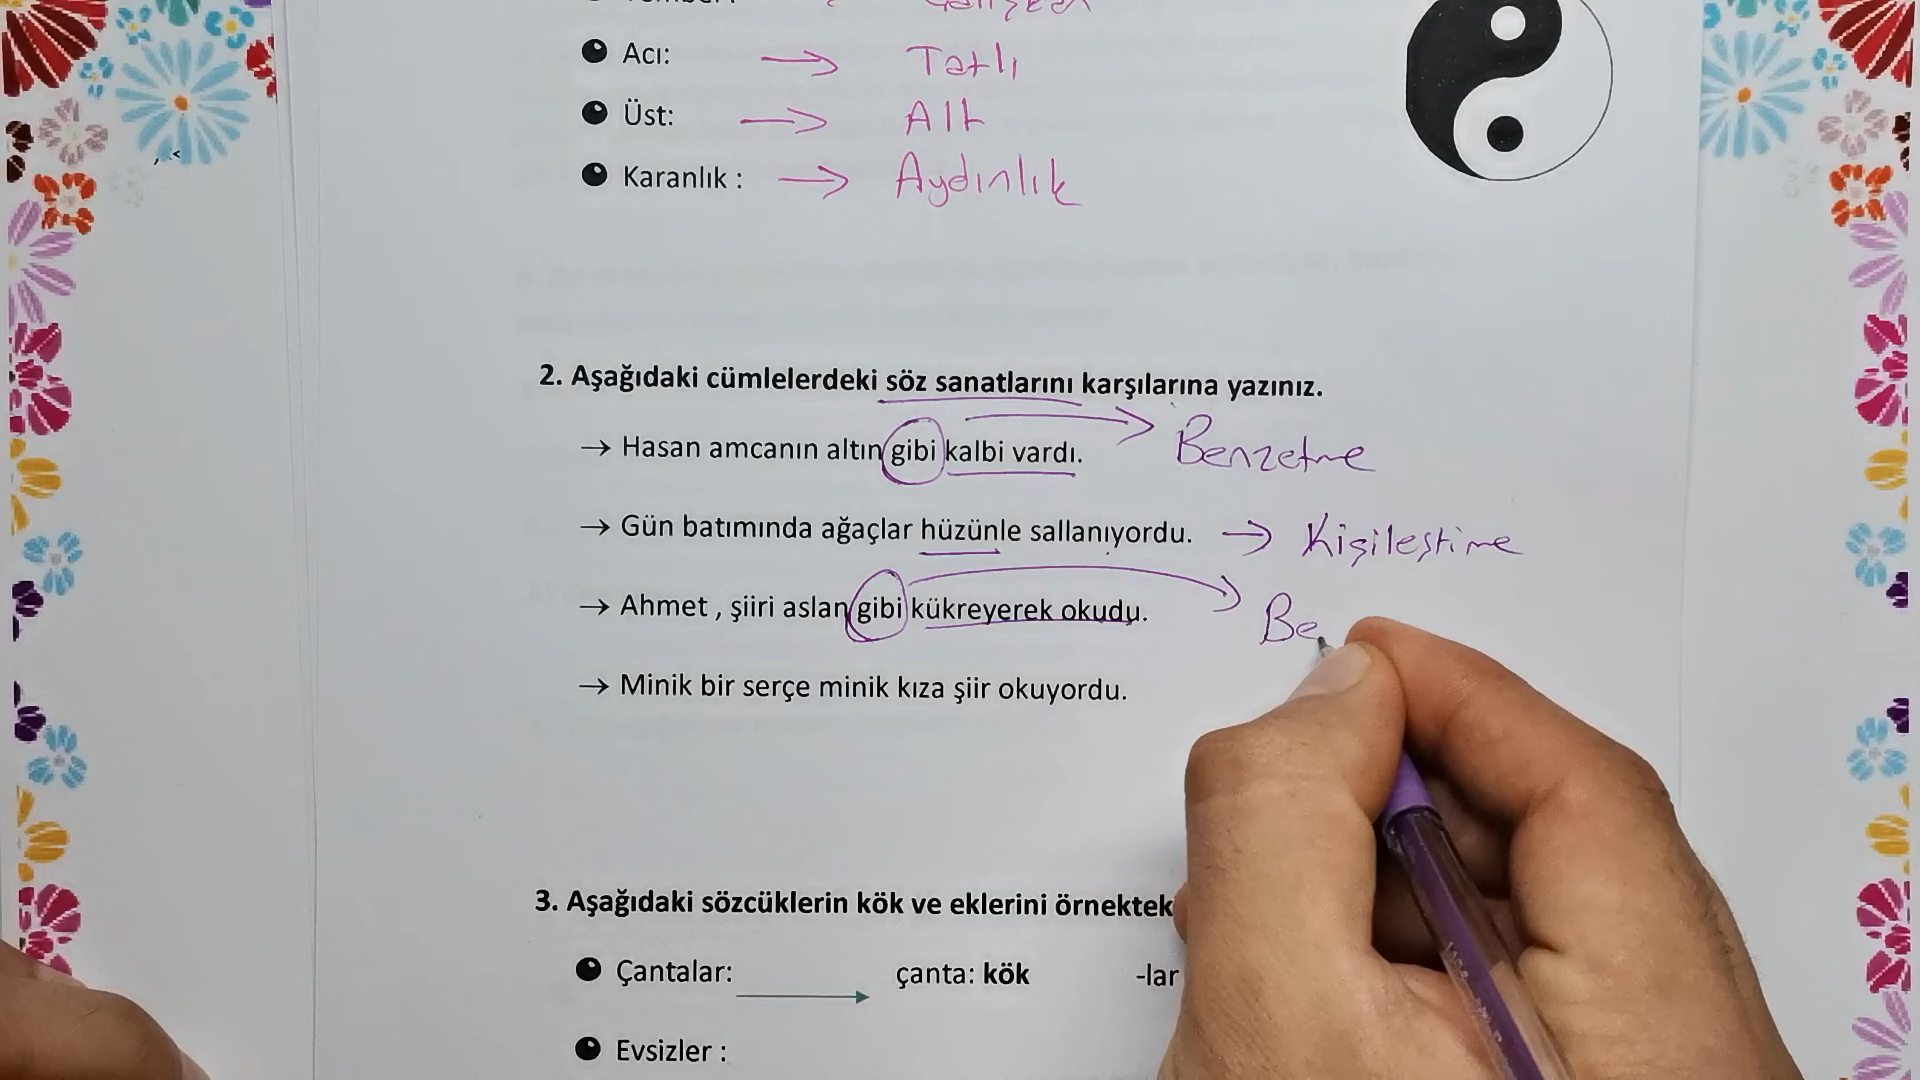 ● Acı: → Tatlı
● Üst: → Alt
● Karanlık : → Aydınlık
2. Aşağıdaki cümlelerdeki söz sanatlarını karşılarına yazınız.
→ Hasan amcanın altın gibi kalbi vardı. → Benzetme
→ Gün batımında ağaçlar hüzünle sallanıyordu. → Kişileştirme
→ Ahmet , şiiri aslan gibi kükreyerek okudu. → Be
→ Minik bir serçe minik kıza şiir okuyordu.
3. Aşağıdaki sözcüklerin kök ve eklerini örnektek
● Çantalar: → çanta: kök -lar
● Evsizler :